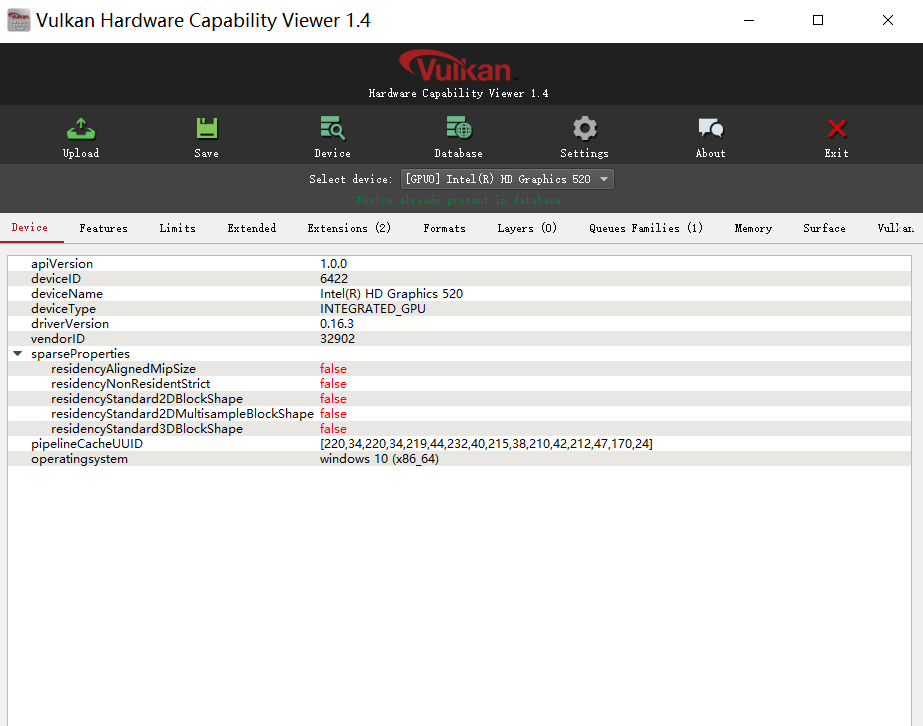 Vulkan Hardware Capability Viewer 1.4
Vulkan
Hardware Capability Viewer 1.4
Upload Save Device Database Settings About Exit
Select device: [GPU0] Intel(R) HD Graphics 520
Device already present in database
Device Features Limits Extended Extensions (2) Formats Layers (0) Queues Families (1) Memory Surface Vulkan
apiVersion 1.0.0
deviceID 6422
deviceName Intel(R) HD Graphics 520
deviceType INTEGRATED_GPU
driverVersion 0.16.3
vendorID 32902
sparseProperties
residencyAlignedMipSize false
residencyNonResidentStrict false
residencyStandard2DBlockShape false
residencyStandard2DMultisampleBlockShape false
residencyStandard3DBlockShape false
pipelineCacheUUID [220,34,220,34,219,44,232,40,215,38,210,42,212,47,170,24]
operatingsystem windows 10 (x86_64)